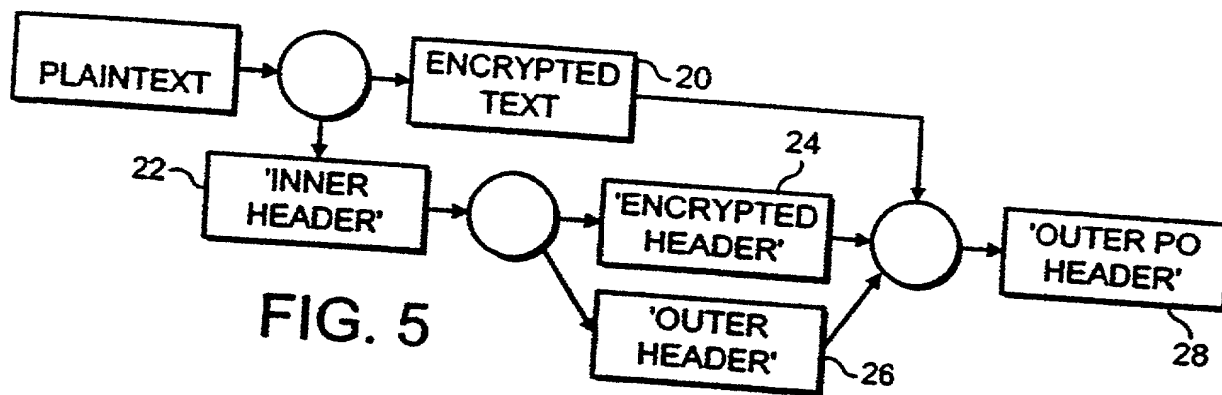 PLAINTEXT
ENCRYPTED
TEXT
20
22
'INNER
HEADER'
24
'ENCRYPTED
HEADER'
'OUTER PO
HEADER'
28
'OUTER
HEADER'
26
FIG. 5